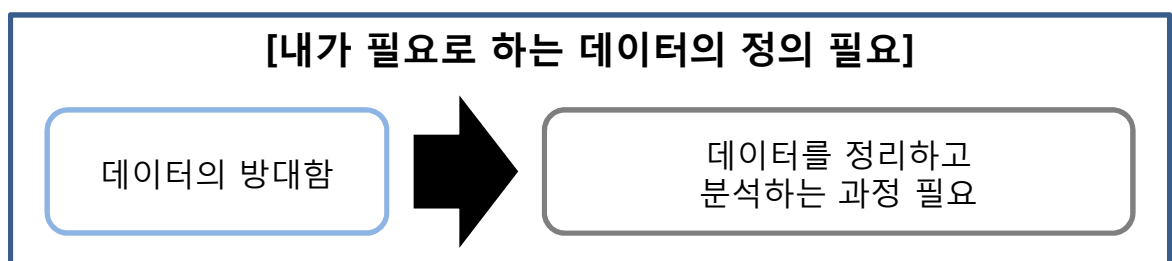 [내가 필요로 하는 데이터의 정의 필요]
데이터의 방대함
데이터를 정리하고
분석하는 과정 필요